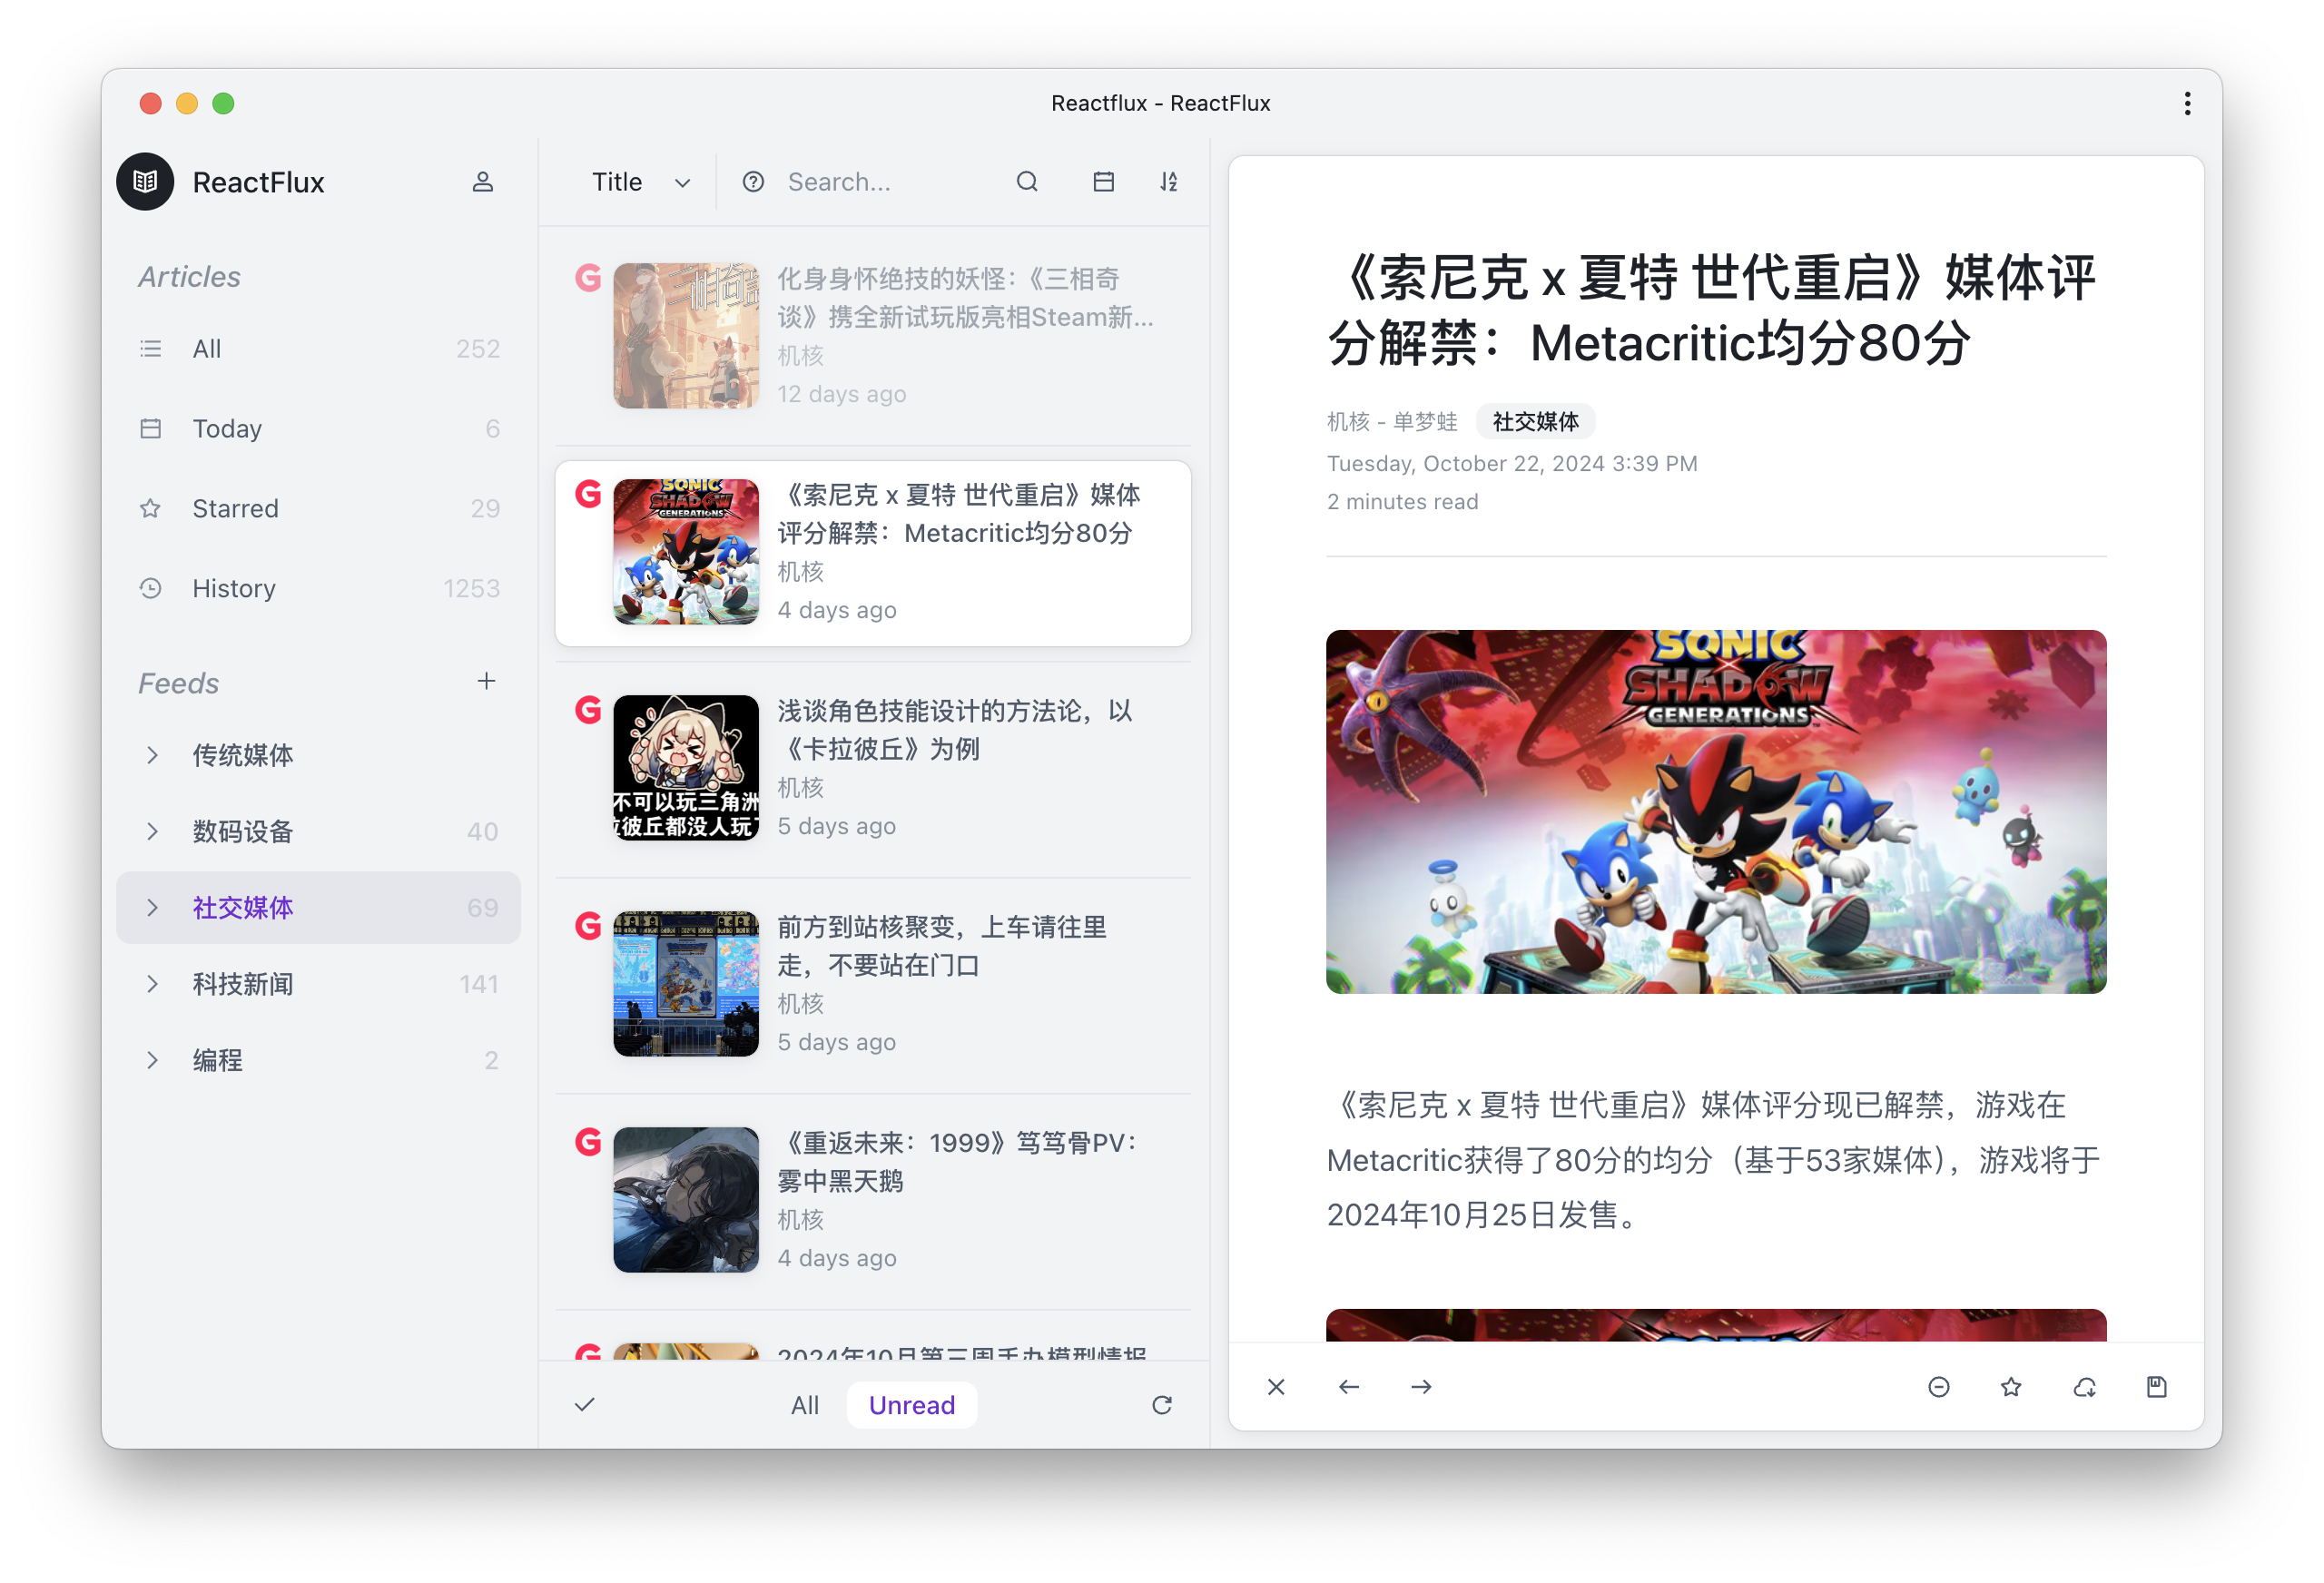 Reactflux - ReactFlux
ReactFlux
Articles
All 252
Today 6
Starred 29
History 1253
Feeds
传统媒体
数码设备 40
社交媒体 69
科技新闻 141
编程 2
Title
Search...
化身身怀绝技的妖怪：《三相奇
谈》携全新试玩版亮相Steam新...
机核
12 days ago
SONIC
SHADOW
GENERATIONS
《索尼克 x 夏特 世代重启》媒体
评分解禁：Metacritic均分80分
机核
4 days ago
不可以玩三角洲
彼丘都没人玩
浅谈角色技能设计的方法论，以
《卡拉彼丘》为例
机核
5 days ago
前方到站核聚变，上车请往里
走，不要站在门口
机核
5 days ago
《重返未来：1999》笃笃骨PV：
雾中黑天鹅
机核
4 days ago
2024年10月第三周手办模型情报
All
Unread
《索尼克 x 夏特 世代重启》媒体评
分解禁：Metacritic均分80分
机核 - 单梦蛙 社交媒体
Tuesday, October 22, 2024 3:39 PM
2 minutes read
SONIC
SHADOW
GENERATIONS
《索尼克 x 夏特 世代重启》媒体评分现已解禁，游戏在
Metacritic获得了80分的均分（基于53家媒体），游戏将于
2024年10月25日发售。